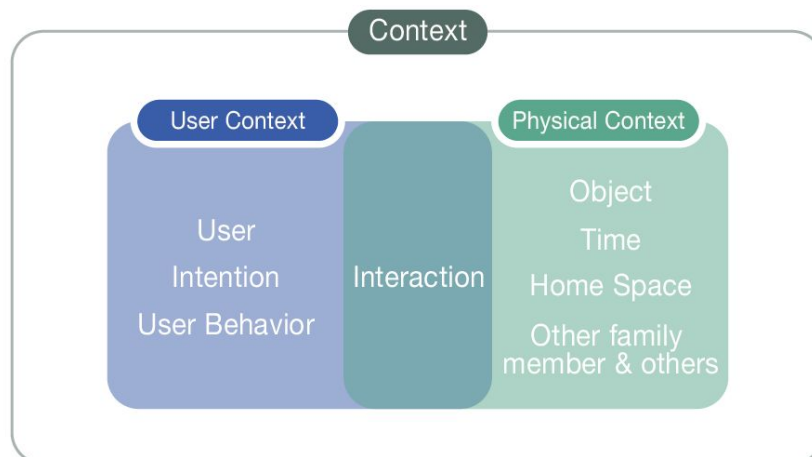 Context
User Context
Physical Context
User
Intention
User Behavior
Interaction
Object
Time
Home Space
Other family
member & others